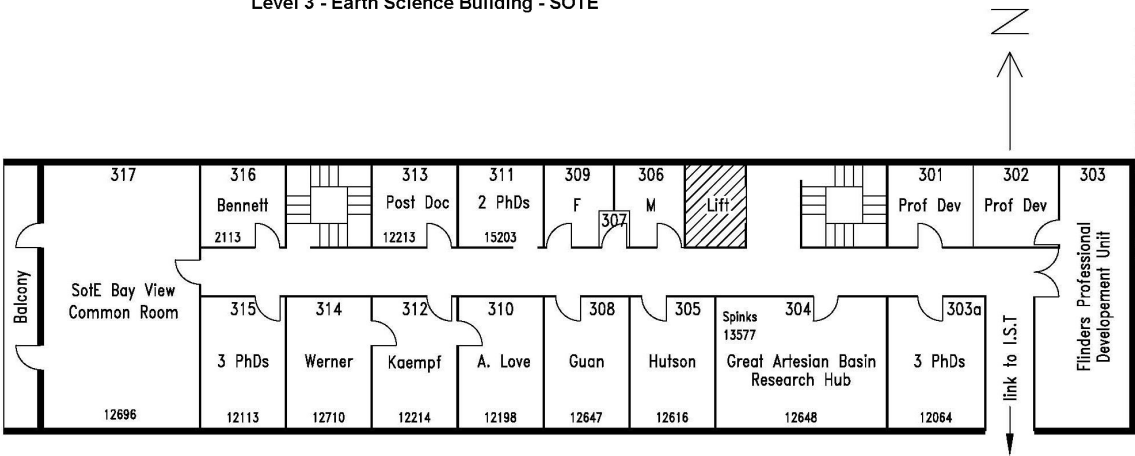 Level 3 - Earth Science Building - SOTE
N
317
316
Bennett
2113
313
Post Doc
12213
311
2 PhDs
15203
309
F
307
306
M
Lift
301
Prof Dev
302
Prof Dev
303
Flinders Professional
Developement Unit
Balcony
SotE Bay View
Common Room
12696
315
3 PhDs
12113
314
Werner
12710
312
Kaempf
12214
310
A. Love
12198
308
Guan
12647
305
Hutson
12616
Spinks
13577
304
Great Artesian Basin
Research Hub
12648
303a
3 PhDs
12064
link to I.S.T